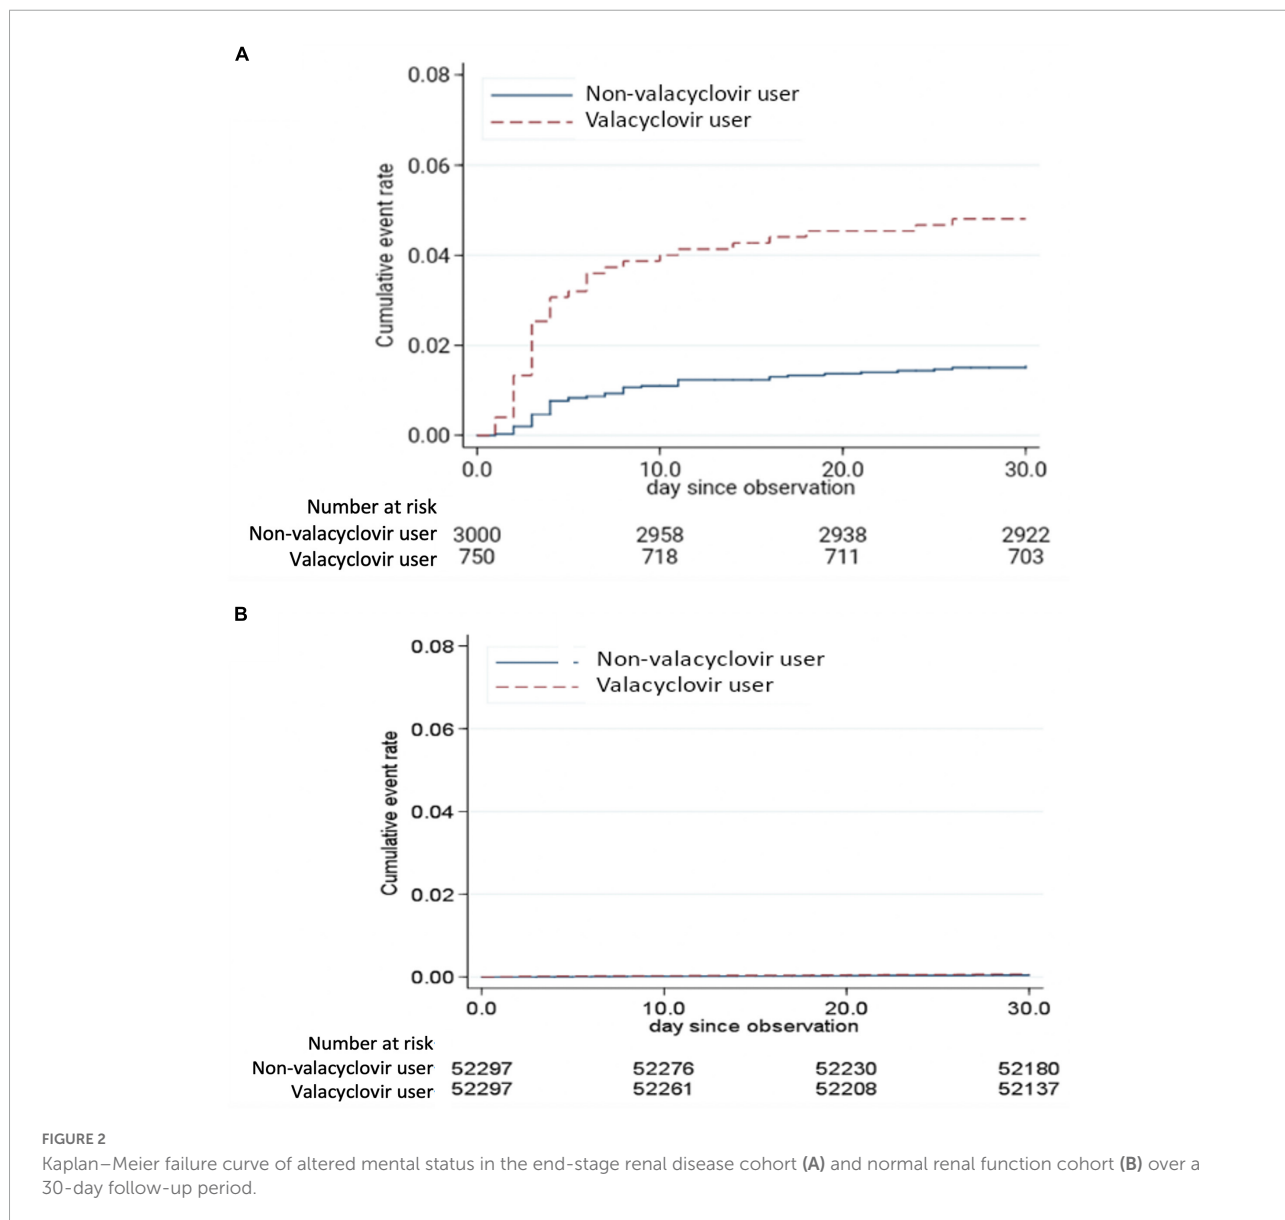 A
0.08
0.06
0.04
0.02
0.00
Cumulative event rate
Non-valacyclovir user
Valacyclovir user
0.0 10.0 20.0 30.0
day since observation
Number at risk
Non-valacyclovir user 3000 2958 2938 2922
Valacyclovir user 750 718 711 703
B
0.08
0.06
0.04
0.02
0.00
Cumulative event rate
Non-valacyclovir user
Valacyclovir user
0.0 10.0 20.0 30.0
day since observation
Number at risk
Non-valacyclovir user 52297 52276 52230 52180
Valacyclovir user 52297 52261 52208 52137
FIGURE 2
Kaplan–Meier failure curve of altered mental status in the end-stage renal disease cohort (A) and normal renal function cohort (B) over a
30-day follow-up period.